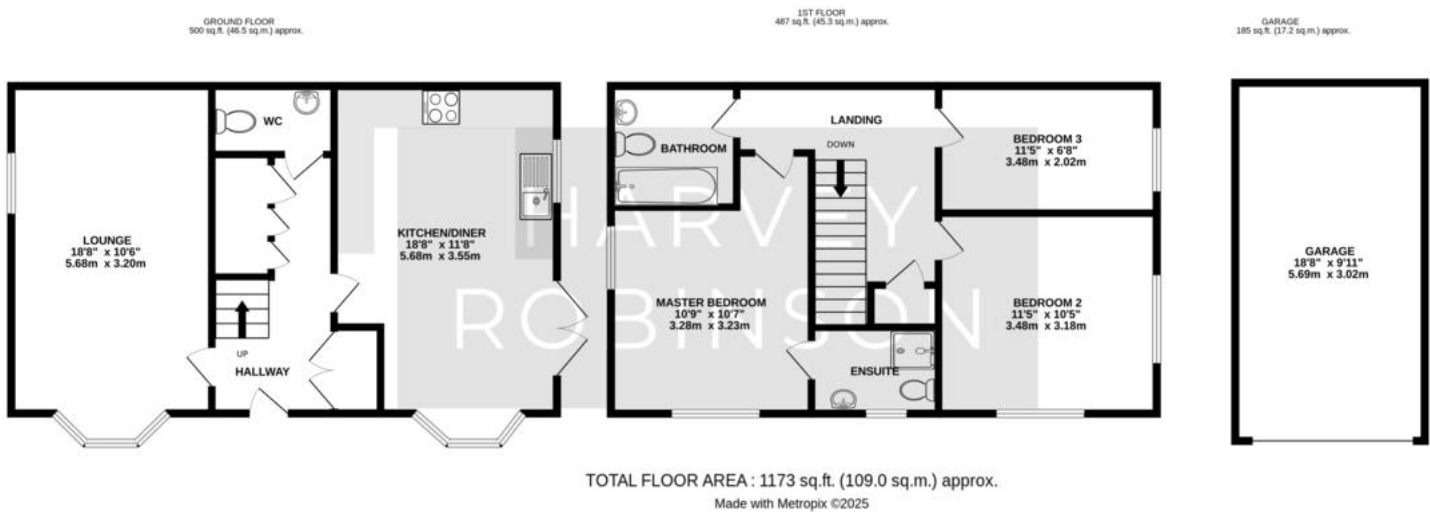 GROUND FLOOR
500 sq.ft. (46.5 sq.m.) approx.
1ST FLOOR
487 sq.ft. (45.3 sq.m.) approx.
GARAGE
185 sq.ft. (17.2 sq.m.) approx.
WC
LOUNGE
18'8" x 10'6"
5.68m x 3.20m
KITCHEN/DINER
18'8" x 11'8"
5.68m x 3.55m
UP
HALLWAY
BATHROOM
LANDING
DOWN
BEDROOM 3
11'5" x 6'8"
3.48m x 2.02m
MASTER BEDROOM
10'9" x 10'7"
3.28m x 3.23m
ENSUITE
BEDROOM 2
11'5" x 10'5"
3.48m x 3.18m
GARAGE
18'8" x 9'11"
5.69m x 3.02m
HARVEY
ROBINSON
TOTAL FLOOR AREA : 1173 sq.ft. (109.0 sq.m.) approx.
Made with Metropix ©2025